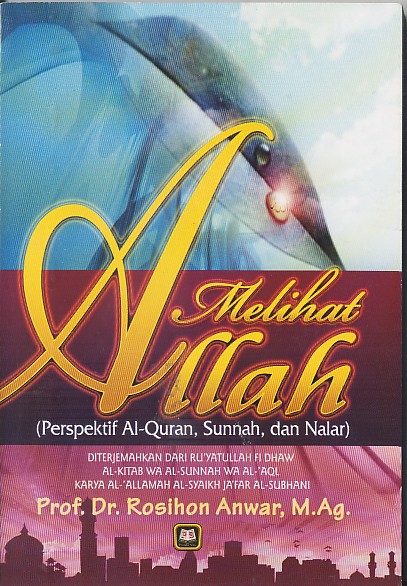 Melihat
Allah
(Perspektif Al-Quran, Sunnah, dan Nalar)
DITERJEMAHKAN DARI RU'YATULLAH FI DHAW
AL-KITAB WA AL-SUNNAH WA AL-'AQL
KARYA AL-'ALLAMAH AL-SYAIKH JA'FAR AL-SUBHANI
Prof. Dr. Rosihon Anwar, M.Ag.